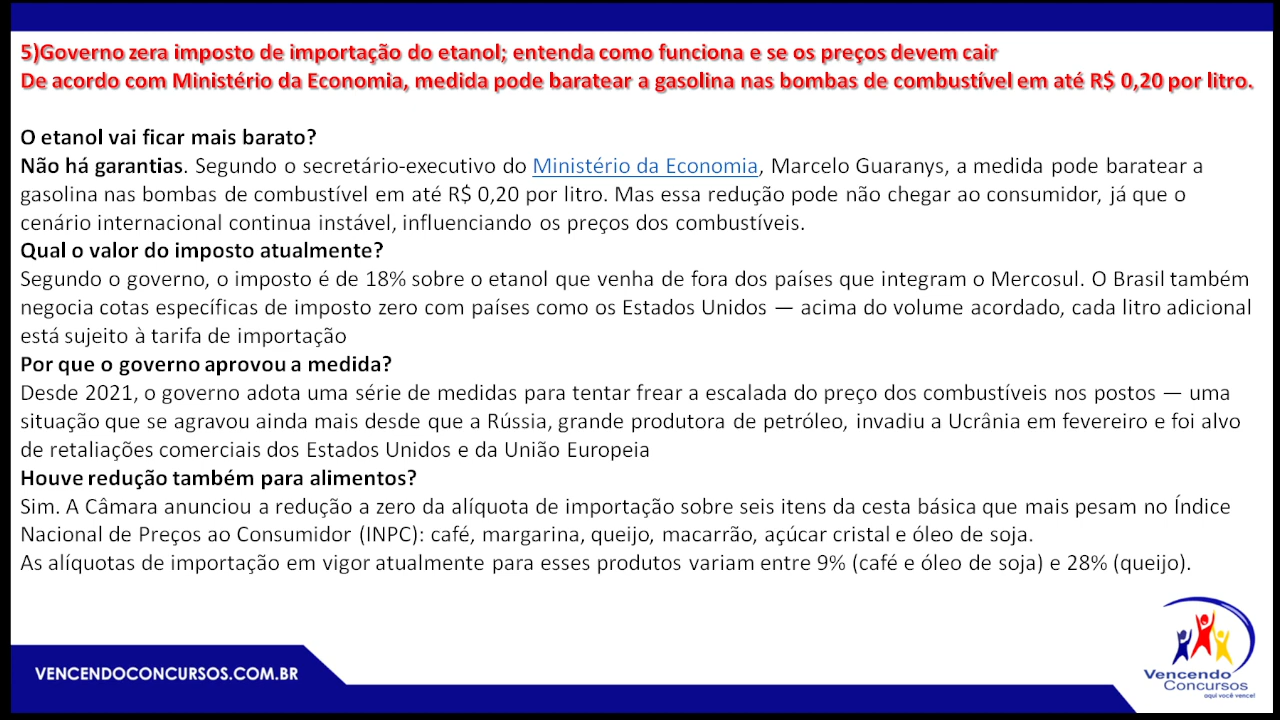 5)Governo zera imposto de importação do etanol; entenda como funciona e se os preços devem cair
De acordo com Ministério da Economia, medida pode baratear a gasolina nas bombas de combustível em até R$ 0,20 por litro.
O etanol vai ficar mais barato?
Não há garantias. Segundo o secretário-executivo do Ministério da Economia, Marcelo Guaranys, a medida pode baratear a
gasolina nas bombas de combustível em até R$ 0,20 por litro. Mas essa redução pode não chegar ao consumidor, já que o
cenário internacional continua instável, influenciando os preços dos combustíveis.
Qual o valor do imposto atualmente?
Segundo o governo, o imposto é de 18% sobre o etanol que venha de fora dos países que integram o Mercosul. O Brasil também
negocia cotas específicas de imposto zero com países como os Estados Unidos — acima do volume acordado, cada litro adicional
está sujeito à tarifa de importação
Por que o governo aprovou a medida?
Desde 2021, o governo adota uma série de medidas para tentar frear a escalada do preço dos combustíveis nos postos — uma
situação que se agravou ainda mais desde que a Rússia, grande produtora de petróleo, invadiu a Ucrânia em fevereiro e foi alvo
de retaliações comerciais dos Estados Unidos e da União Europeia
Houve redução também para alimentos?
Sim. A Câmara anunciou a redução a zero da alíquota de importação sobre seis itens da cesta básica que mais pesam no Índice
Nacional de Preços ao Consumidor (INPC): café, margarina, queijo, macarrão, açúcar cristal e óleo de soja.
As alíquotas de importação em vigor atualmente para esses produtos variam entre 9% (café e óleo de soja) e 28% (queijo).
VENCENDOCONCURSOS.COM.BR
Vencendo
Concursos
aqui você vence!